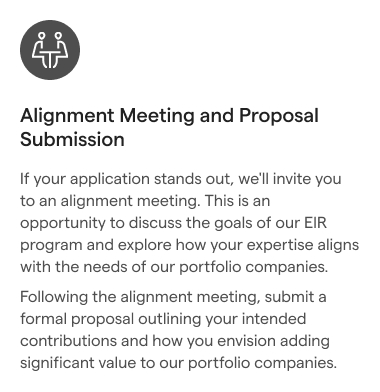 Alignment Meeting and Proposal
Submission
If your application stands out, we'll invite you
to an alignment meeting. This is an
opportunity to discuss the goals of our EIR
program and explore how your expertise aligns
with the needs of our portfolio companies.
Following the alignment meeting, submit a
formal proposal outlining your intended
contributions and how you envision adding
significant value to our portfolio companies.